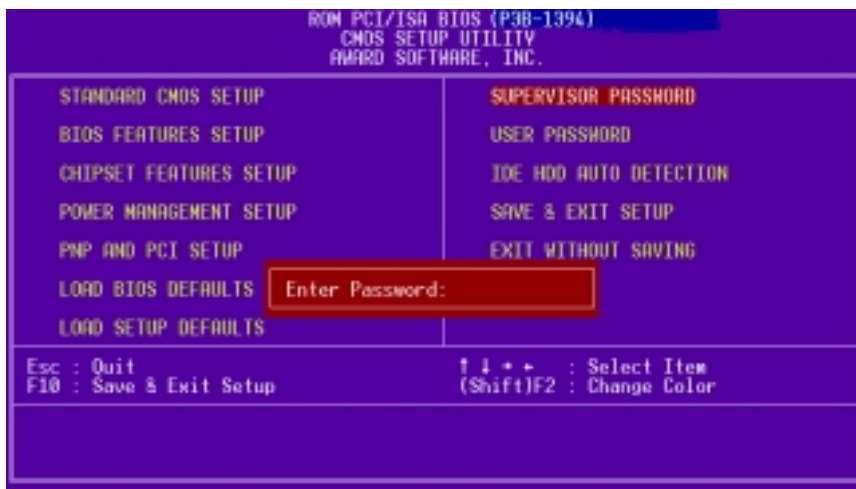 ROM PCI/ISA BIOS (P3B-1394)
CMOS SETUP UTILITY
AWARD SOFTWARE, INC.
STANDARD CMOS SETUP
BIOS FEATURES SETUP
CHIPSET FEATURES SETUP
POWER MANAGEMENT SETUP
PNP AND PCI SETUP
LOAD BIOS DEFAULTS
LOAD SETUP DEFAULTS
SUPERVISOR PASSWORD
USER PASSWORD
IDE HDD AUTO DETECTION
SAVE & EXIT SETUP
EXIT WITHOUT SAVING
Enter Password:
Esc : Quit
F10 : Save & Exit Setup
↑ ↓ → ← : Select Item
(Shift)F2 : Change Color